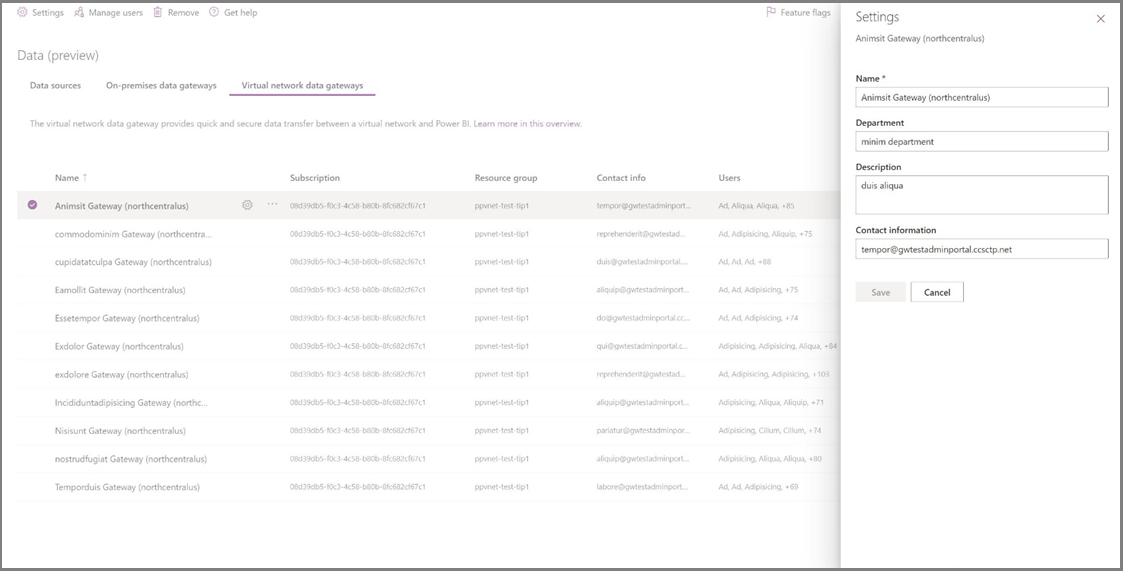 Settings Manage users Remove Get help Feature flags
Data (preview)
Data sources On-premises data gateways Virtual network data gateways
The virtual network data gateway provides quick and secure data transfer between a virtual network and Power BI. Learn more in this overview.
Name ↑ Subscription Resource group Contact info Users
Animsit Gateway (northcentralus) ... 08d39db5-f0c3-4c58-b80b-8fc682cf67c1 ppvnet-test-tip1 tempor@gwtestadminport... Ad, Aliqua, Aliqua, +85
commodominim Gateway (northcentra... 08d39db5-f0c3-4c58-b80b-8fc682cf67c1 ppvnet-test-tip1 reprehenderit@gwtestad... Ad, Adipisicing, Aliquip, +75
cupidatatculpa Gateway (northcentralus) 08d39db5-f0c3-4c58-b80b-8fc682cf67c1 ppvnet-test-tip1 duis@gwtestadminportal.... Ad, Ad, Ad, +88
Eamollit Gateway (northcentralus) 08d39db5-f0c3-4c58-b80b-8fc682cf67c1 ppvnet-test-tip1 aliquip@gwtestadminport... Ad, Ad, Adipisicing, +75
Essetempor Gateway (northcentralus) 08d39db5-f0c3-4c58-b80b-8fc682cf67c1 ppvnet-test-tip1 do@gwtestadminportal.cc... Ad, Ad, Adipisicing, +74
Exdolor Gateway (northcentralus) 08d39db5-f0c3-4c58-b80b-8fc682cf67c1 ppvnet-test-tip1 qui@gwtestadminportal.c... Adipisicing, Adipisicing, Aliqua, +84
exdolore Gateway (northcentralus) 08d39db5-f0c3-4c58-b80b-8fc682cf67c1 ppvnet-test-tip1 reprehenderit@gwtestad... Ad, Adipisicing, Adipisicing, +103
Incididuntadipisicing Gateway (northc... 08d39db5-f0c3-4c58-b80b-8fc682cf67c1 ppvnet-test-tip1 aliquip@gwtestadminport... Adipisicing, Aliqua, Aliquip, +71
Nisisunt Gateway (northcentralus) 08d39db5-f0c3-4c58-b80b-8fc682cf67c1 ppvnet-test-tip1 pariatur@gwtestadminpor... Adipisicing, Cillum, Cillum, +74
nostrudfugiat Gateway (northcentralus) 08d39db5-f0c3-4c58-b80b-8fc682cf67c1 ppvnet-test-tip1 aliquip@gwtestadminport... Adipisicing, Aliqua, Aliqua, +80
Temporduis Gateway (northcentralus) 08d39db5-f0c3-4c58-b80b-8fc682cf67c1 ppvnet-test-tip1 labore@gwtestadminport... Ad, Ad, Adipisicing, +69
Settings
Animsit Gateway (northcentralus)
Name *
Animsit Gateway (northcentralus)
Department
minim department
Description
duis aliqua
Contact information
tempor@gwtestadminportal.ccsctp.net
Save Cancel